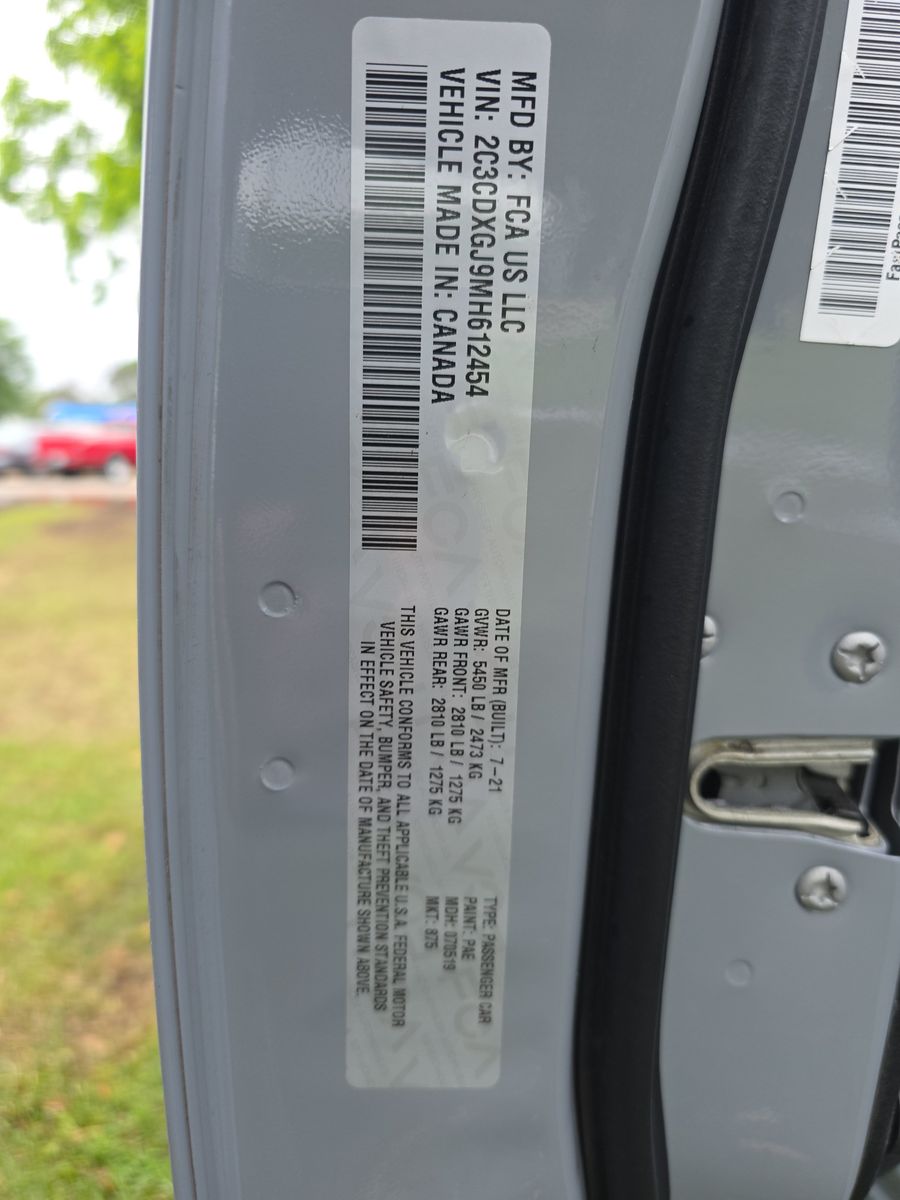 MFD BY: FCA US LLC
VIN: 2C3CDXGJ9MH612454
VEHICLE MADE IN: CANADA
DATE OF MFR (BUILT): 7-21
GVWR: 5450 LB / 2473 KG
GAWR FRONT: 2810 LB / 1275 KG
GAWR REAR: 2810 LB / 1275 KG
TYPE: PASSENGER CAR
PAINT: PAE
MDH: 070519
MKT: 875
THIS VEHICLE CONFORMS TO ALL APPLICABLE U.S.A. FEDERAL MOTOR
VEHICLE SAFETY, BUMPER, AND THEFT PREVENTION STANDARDS
IN EFFECT ON THE DATE OF MANUFACTURE SHOWN ABOVE.